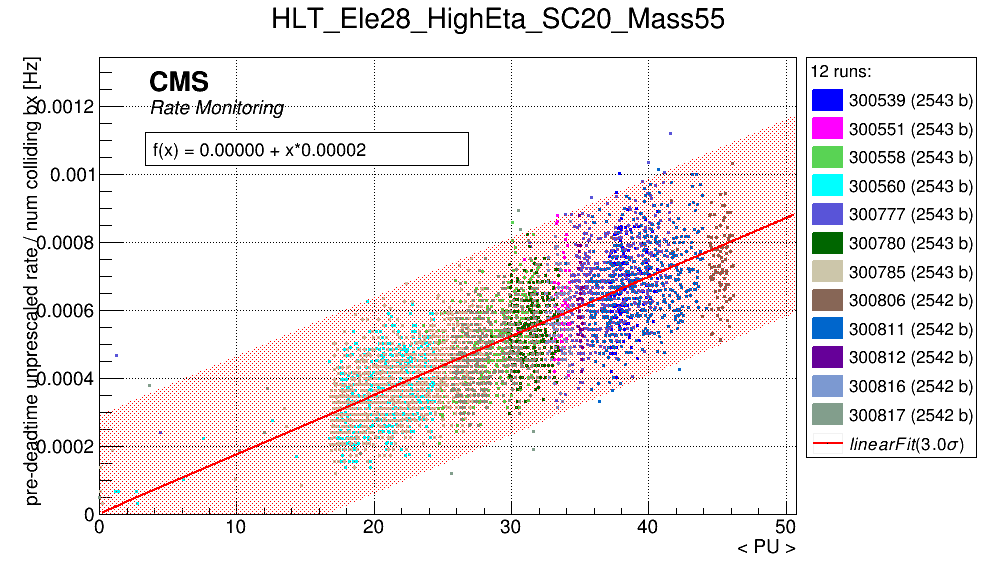 HLT_Ele28_HighEta_SC20_Mass55
pre-deadtime unprescaled rate / num colliding bx [Hz]
CMS
Rate Monitoring
f(x) = 0.00000 + x*0.00002
0.0012
0.001
0.0008
0.0006
0.0004
0.0002
0
0 10 20 30 40 50
< PU >
12 runs:
300539 (2543 b)
300551 (2543 b)
300558 (2543 b)
300560 (2542 b)
300777 (2543 b)
300780 (2543 b)
300785 (2543 b)
300806 (2542 b)
300811 (2542 b)
300812 (2542 b)
300816 (2542 b)
300817 (2542 b)
linearFit(3.0σ)